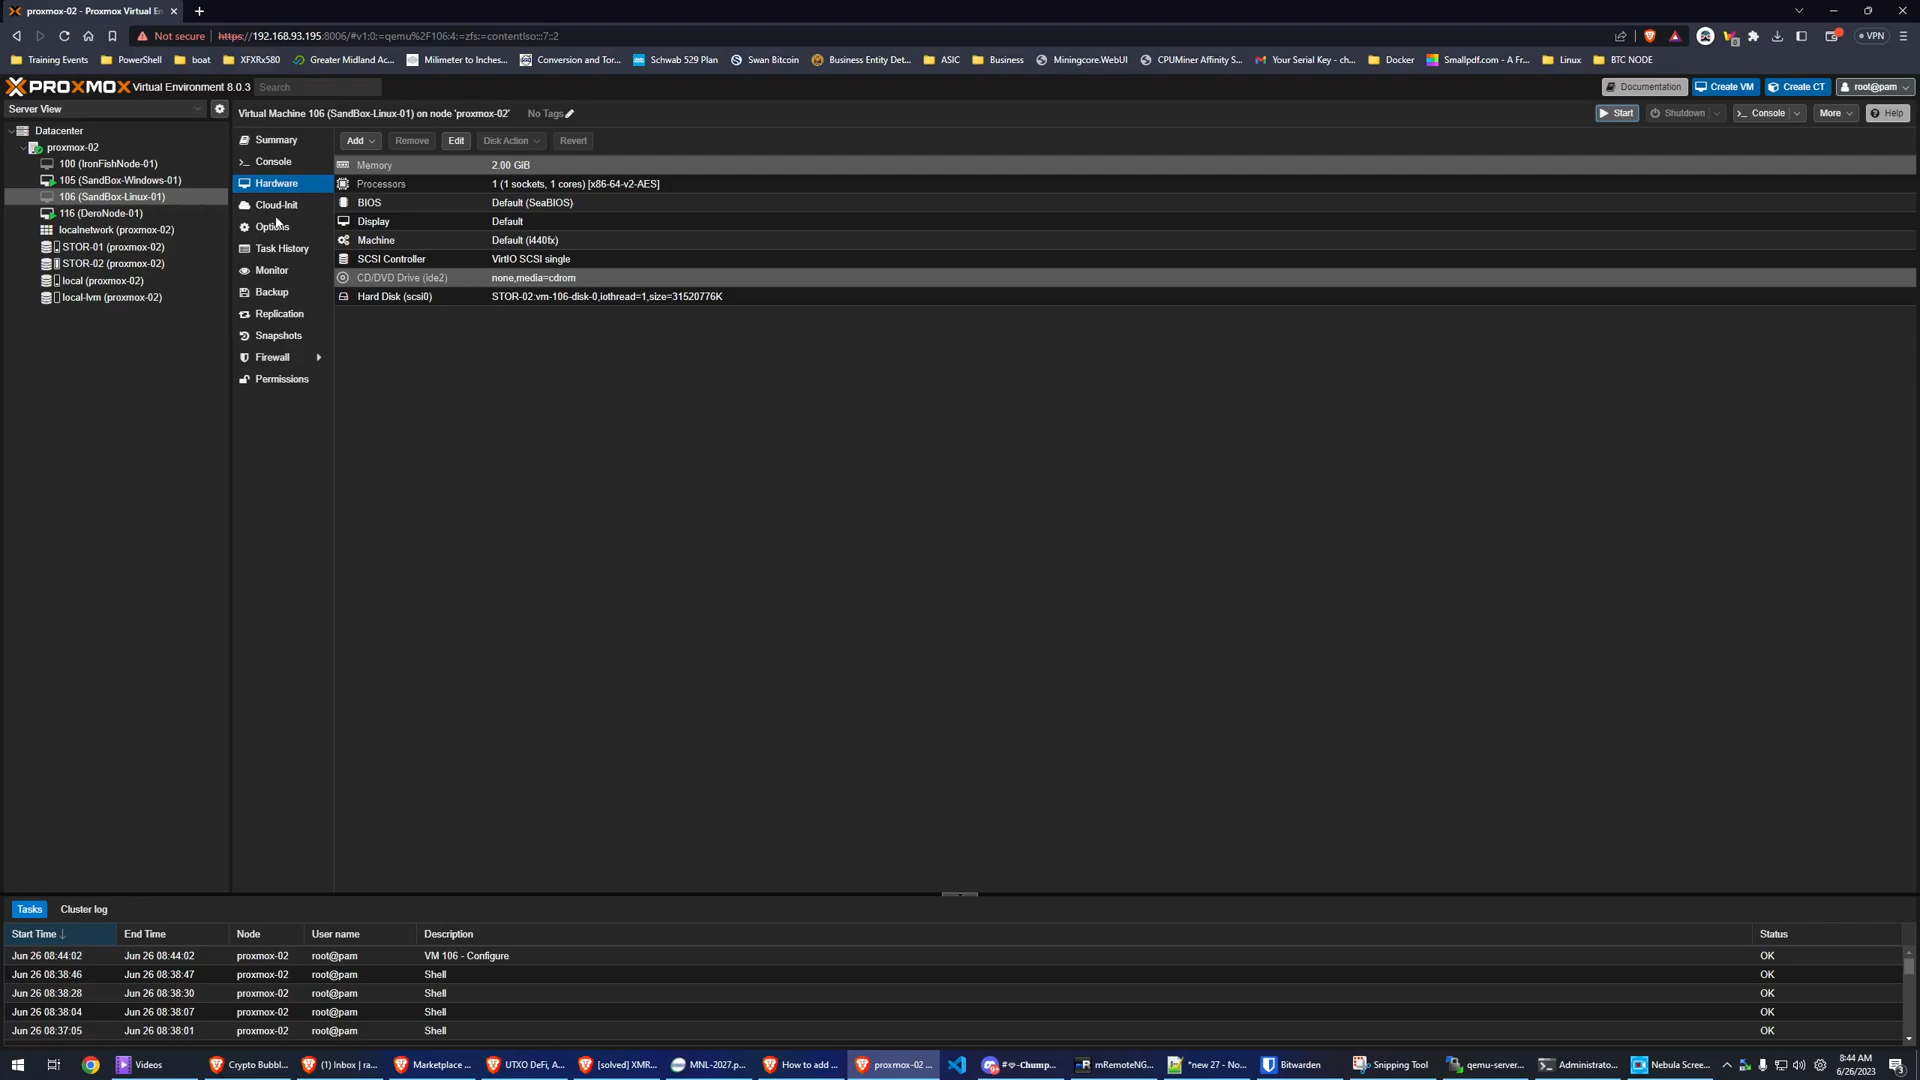 proxmox-02 - Proxmox Virtual En
Not secure
https://192.168.93.195:8006/#v1:0:=qemu%2F106:4:=zfs:=contentIso:::7::2
VPN
Training Events PowerShell boat XFXRx580 Greater Midland Ac... Milimeter to Inches... Conversion and Tor... Schwab 529 Plan Swan Bitcoin Business Entity Det... ASIC Business Miningcore.WebUI CPUMiner Affinity S... Your Serial Key - ch... Docker Smallpdf.com - A Fr... Linux BTC NODE
PROXMOX Virtual Environment 8.0.3 Search Documentation Create VM Create CT root@pam
Server View
Virtual Machine 106 (SandBox-Linux-01) on node 'proxmox-02' No Tags Start Shutdown Console More Help
Datacenter
proxmox-02
100 (IronFishNode-01)
105 (SandBox-Windows-01)
106 (SandBox-Linux-01)
116 (DeroNode-01)
localnetwork (proxmox-02)
STOR-01 (proxmox-02)
STOR-02 (proxmox-02)
local (proxmox-02)
local-lvm (proxmox-02)
Summary
Console
Hardware
Cloud-Init
Options
Task History
Monitor
Backup
Replication
Snapshots
Firewall
Permissions
Add Remove Edit Disk Action Revert
Memory 2.00 GiB
Processors 1 (1 sockets, 1 cores) [x86-64-v2-AES]
BIOS Default (SeaBIOS)
Display Default
Machine Default (i440fx)
SCSI Controller VirtIO SCSI single
CD/DVD Drive (ide2) none,media=cdrom
Hard Disk (scsi0) STOR-02:vm-106-disk-0,iothread=1,size=31520776K
Tasks Cluster log
Start Time End Time Node User name Description Status
Jun 26 08:44:02 Jun 26 08:44:02 proxmox-02 root@pam VM 106 - Configure OK
Jun 26 08:38:46 Jun 26 08:38:47 proxmox-02 root@pam Shell OK
Jun 26 08:38:28 Jun 26 08:38:30 proxmox-02 root@pam Shell OK
Jun 26 08:38:04 Jun 26 08:38:07 proxmox-02 root@pam Shell OK
Jun 26 08:37:05 Jun 26 08:38:01 proxmox-02 root@pam Shell OK
Videos Crypto Bubbl... (1) Inbox | ra... Marketplace ... UTXO DeFi, A... [solved] XMR... MNL-2027.p... How to add ... proxmox-02 ... mRemoteNG... *new 27 - No... Bitwarden Snipping Tool qemu-server... Administrato... Nebula Scree...
8:44 AM
6/26/2023